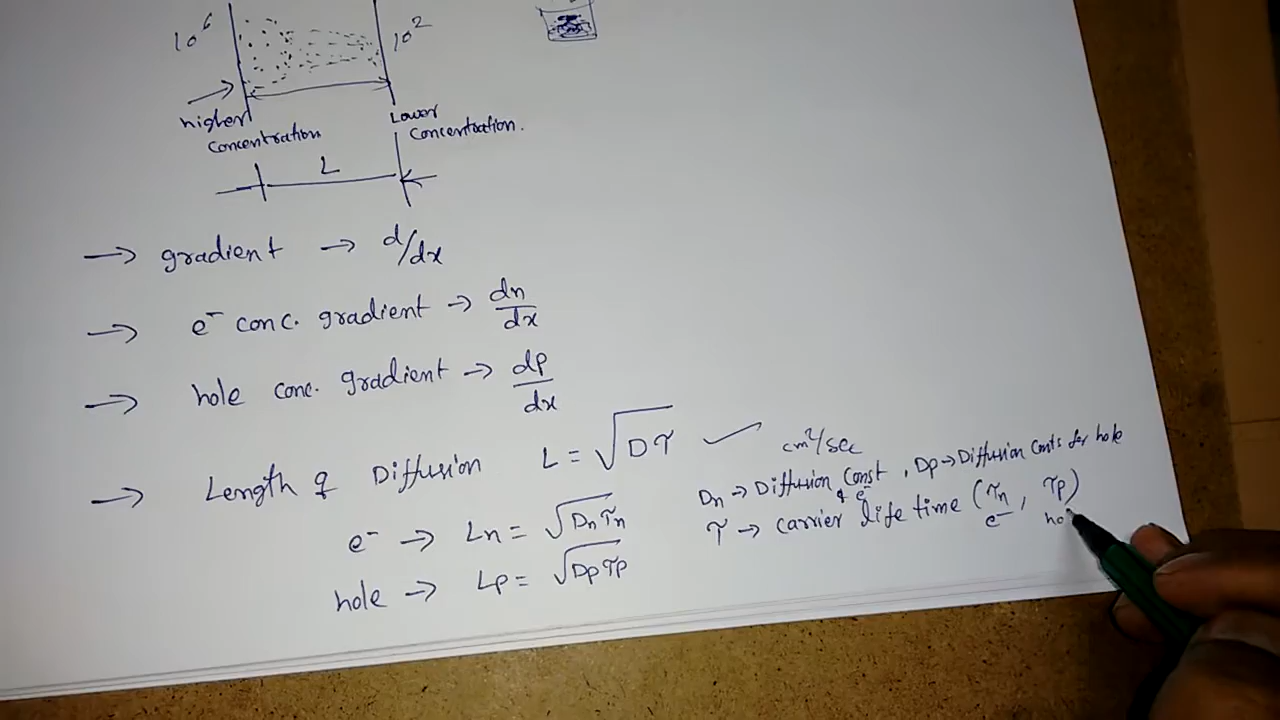 10⁶ 10²
higher concentration
Lower concentration.
L
→ gradient → d/dx
→ e⁻ conc. gradient → dn/dx
→ hole conc. gradient → dp/dx
→ Length of Diffusion L = √Dτ ✓
cm²/sec
Dn → Diffusion Const of e⁻, Dp → Diffusion Conts for hole
τ → carrier life time (τn, τp)
e⁻ ho
e⁻ → Ln = √Dnτn
hole → Lp = √Dpτp